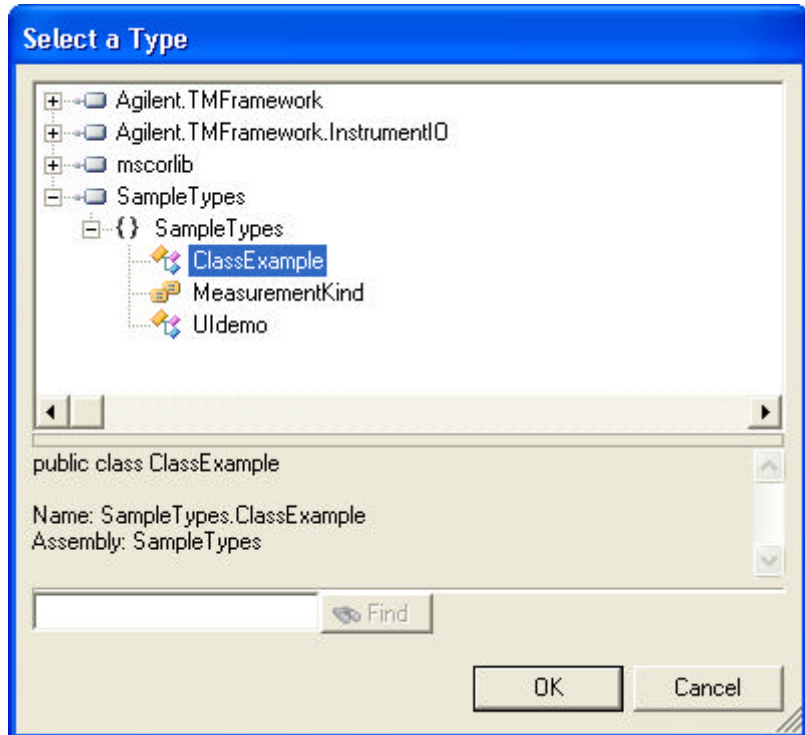 Select a Type
Agilent.TMFramework
Agilent.TMFramework.InstrumentIO
mscorlib
SampleTypes
{} SampleTypes
ClassExample
MeasurementKind
UIdemo
public class ClassExample
Name: SampleTypes.ClassExample
Assembly: SampleTypes
Find
OK Cancel